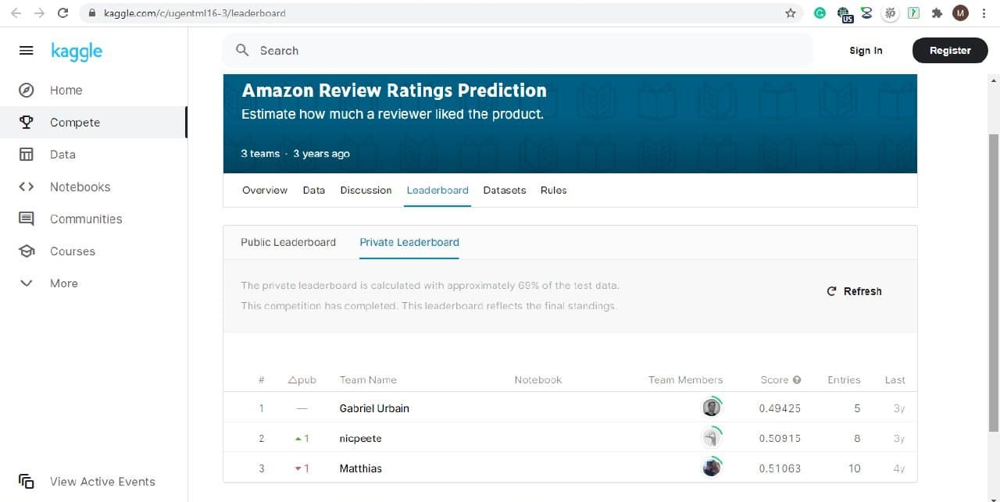 kaggle.com/c/ugentml16-3/leaderboard
US
M
kaggle
Search
Sign In
Register
Home
Compete
Data
Notebooks
Communities
Courses
More
View Active Events
Amazon Review Ratings Prediction
Estimate how much a reviewer liked the product.
3 teams · 3 years ago
Overview Data Discussion Leaderboard Datasets Rules
Public Leaderboard Private Leaderboard
The private leaderboard is calculated with approximately 69% of the test data.
This competition has completed. This leaderboard reflects the final standings.
Refresh
# △pub Team Name Notebook Team Members Score ? Entries Last
1 — Gabriel Urbain 0.49425 5 3y
2 ▲1 nicpeete 0.50915 8 3y
3 ▼1 Matthias 0.51063 10 4y